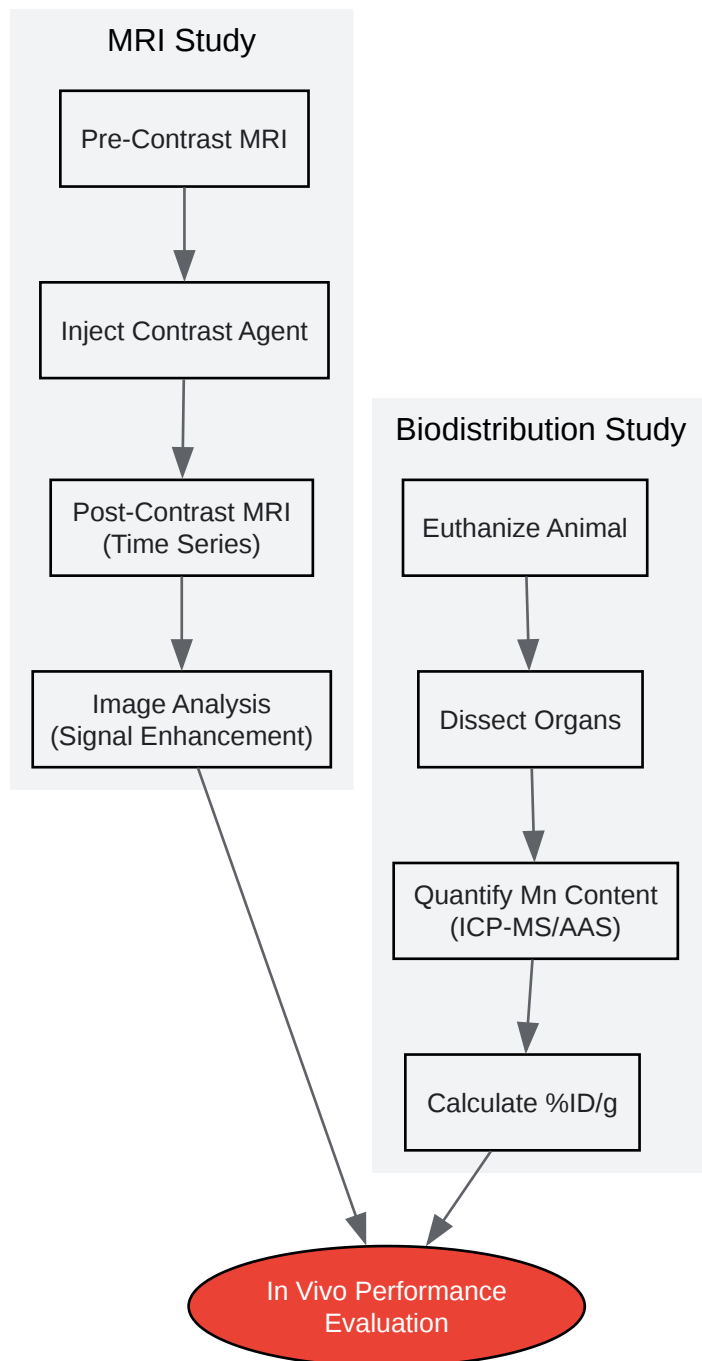 MRI Study
Pre-Contrast MRI
Inject Contrast Agent
Post-Contrast MRI
(Time Series)
Image Analysis
(Signal Enhancement)
Biodistribution Study
Euthanize Animal
Dissect Organs
Quantify Mn Content
(ICP-MS/AAS)
Calculate %ID/g
In Vivo Performance
Evaluation